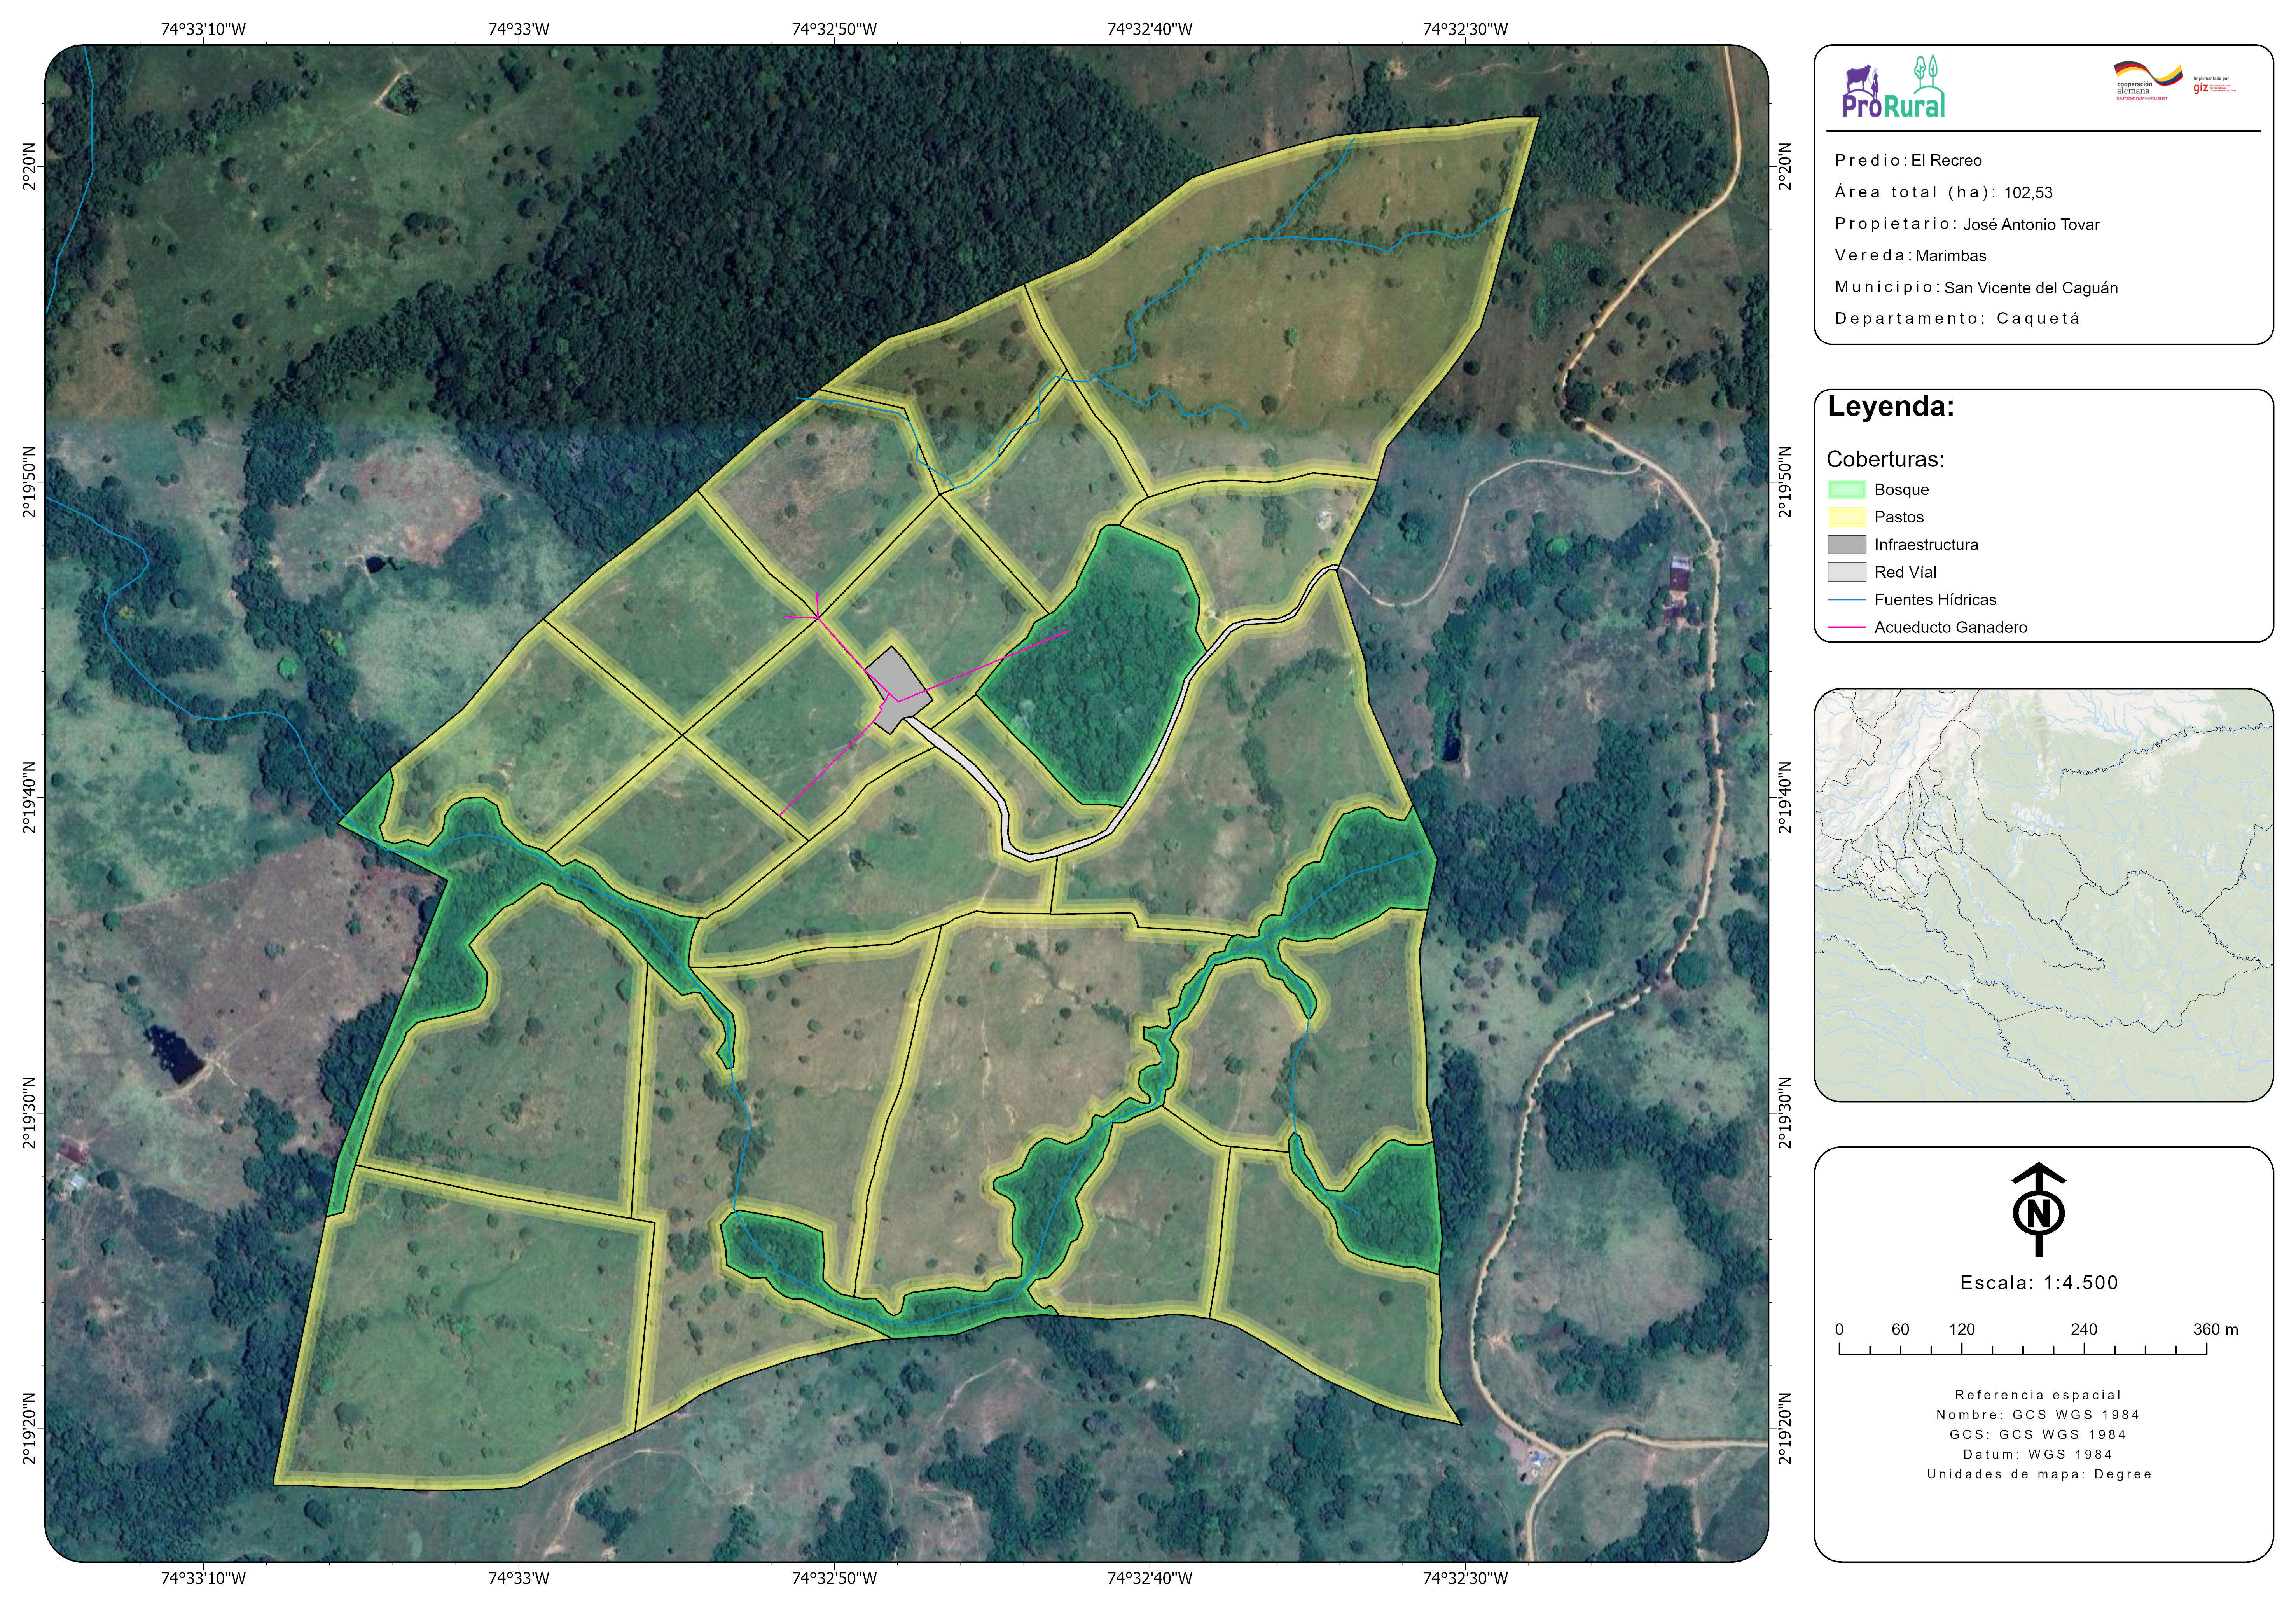 74°33'10"W 74°33'W 74°32'50"W 74°32'40"W 74°32'30"W
2°20'N 2°20'N
2°19'50"N 2°19'50"N
2°19'40"N 2°19'40"N
2°19'30"N 2°19'30"N
2°19'20"N 2°19'20"N
74°33'10"W 74°33'W 74°32'50"W 74°32'40"W 74°32'30"W
ProRural
cooperación
alemana
DEUTSCHE ZUSAMMENARBEIT
Implementada por
giz
Predio: El Recreo
Área total (ha): 102,53
Propietario: José Antonio Tovar
Vereda: Marimbas
Municipio: San Vicente del Caguán
Departamento: Caquetá
Leyenda:
Coberturas:
Bosque
Pastos
Infraestructura
Red Víal
Fuentes Hídricas
Acueducto Ganadero
N
Escala: 1:4.500
0 60 120 240 360 m
Referencia espacial
Nombre: GCS WGS 1984
GCS: GCS WGS 1984
Datum: WGS 1984
Unidades de mapa: Degree